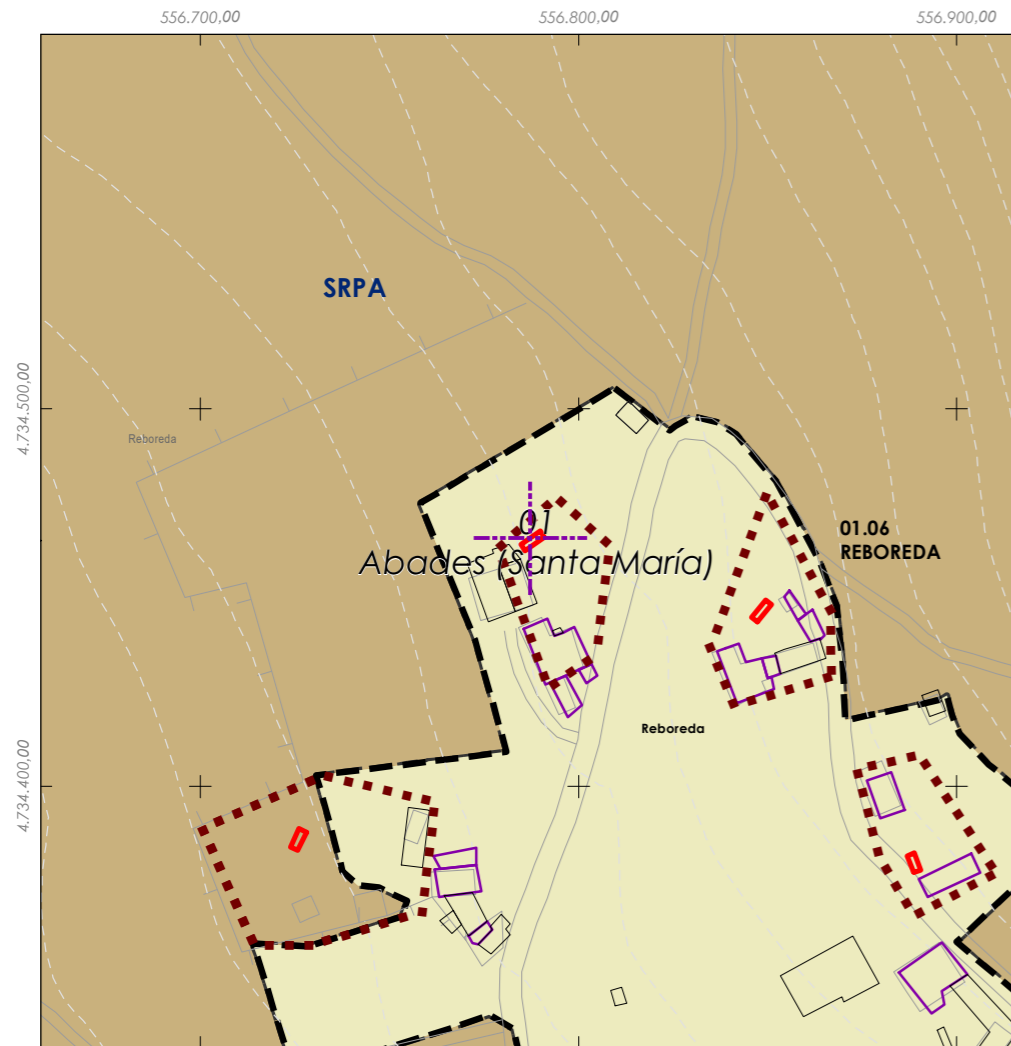 556.700,00
556.800,00
556.900,00
SRPA
4.734.500,00
Reboreda
01
Abades (Santa María)
01.06
REBOREDA
Reboreda
4.734.400,00